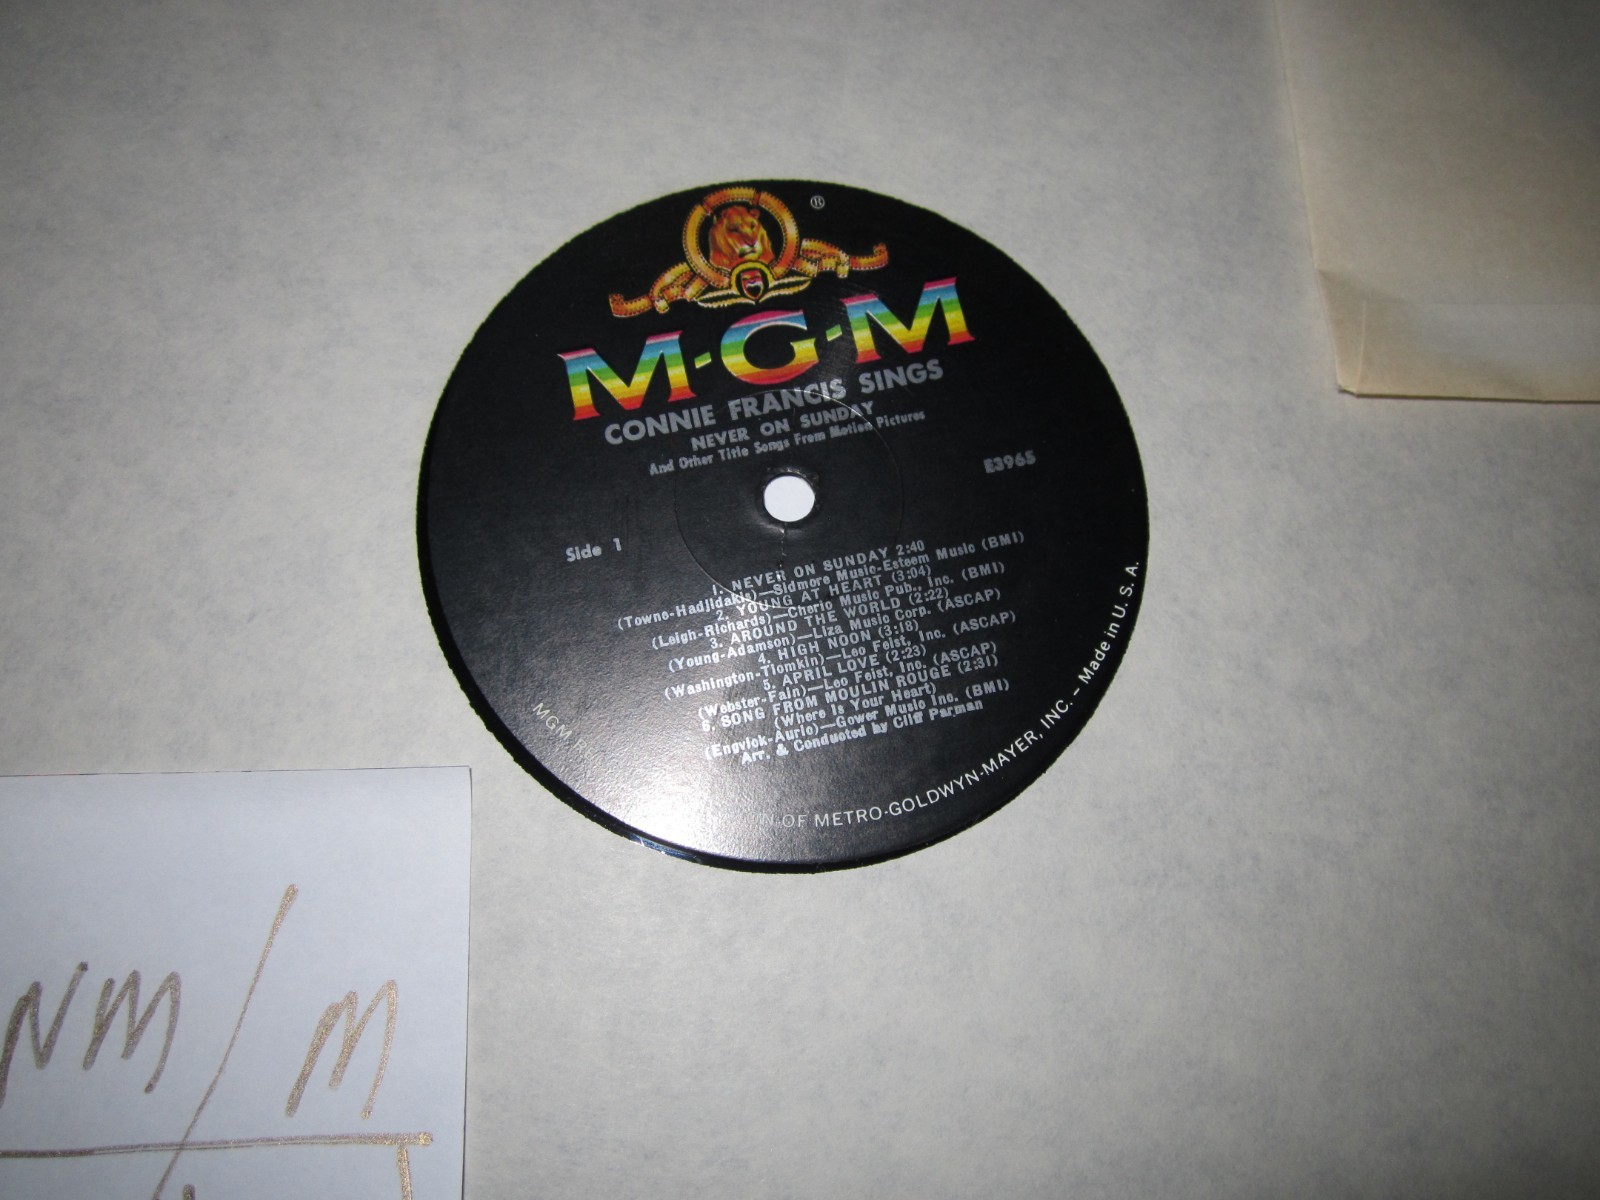 ®
M-G-M
CONNIE FRANCIS SINGS
NEVER ON SUNDAY
And Other Title Songs From Motion Pictures
E3965
Side 1
1. NEVER ON SUNDAY 2:40
(Towne-Hadjidakis)—Sidmore Music-Esteem Music (BMI)
2. YOUNG AT HEART (3:04)
(Leigh-Richards)—Cherio Music Pub., Inc. (BMI)
3. AROUND THE WORLD (2:22)
(Young-Adamson)—Liza Music Corp. (ASCAP)
4. HIGH NOON (3:18)
(Washington-Tiomkin)—Leo Feist, Inc. (ASCAP)
5. APRIL LOVE (2:23)
(Webster-Fain)—Leo Feist, Inc. (ASCAP)
6. SONG FROM MOULIN ROUGE (2:31)
(Where Is Your Heart)
(Engvick-Auric)—Gower Music Inc. (BMI)
Arr. & Conducted by Cliff Parman
MGM OF METRO-GOLDWYN-MAYER, INC. – Made in U. S. A.
NM/M